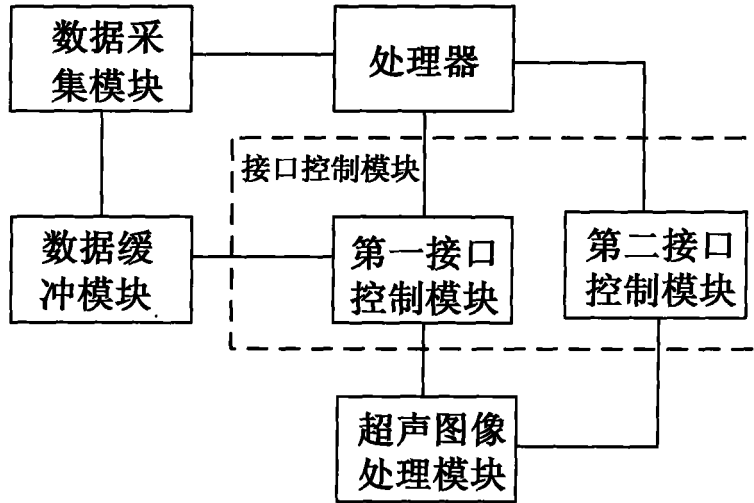 数据采
集模块
处理器
接口控制模块
数据缓
冲模块
第一接口
控制模块
第二接口
控制模块
超声图像
处理模块